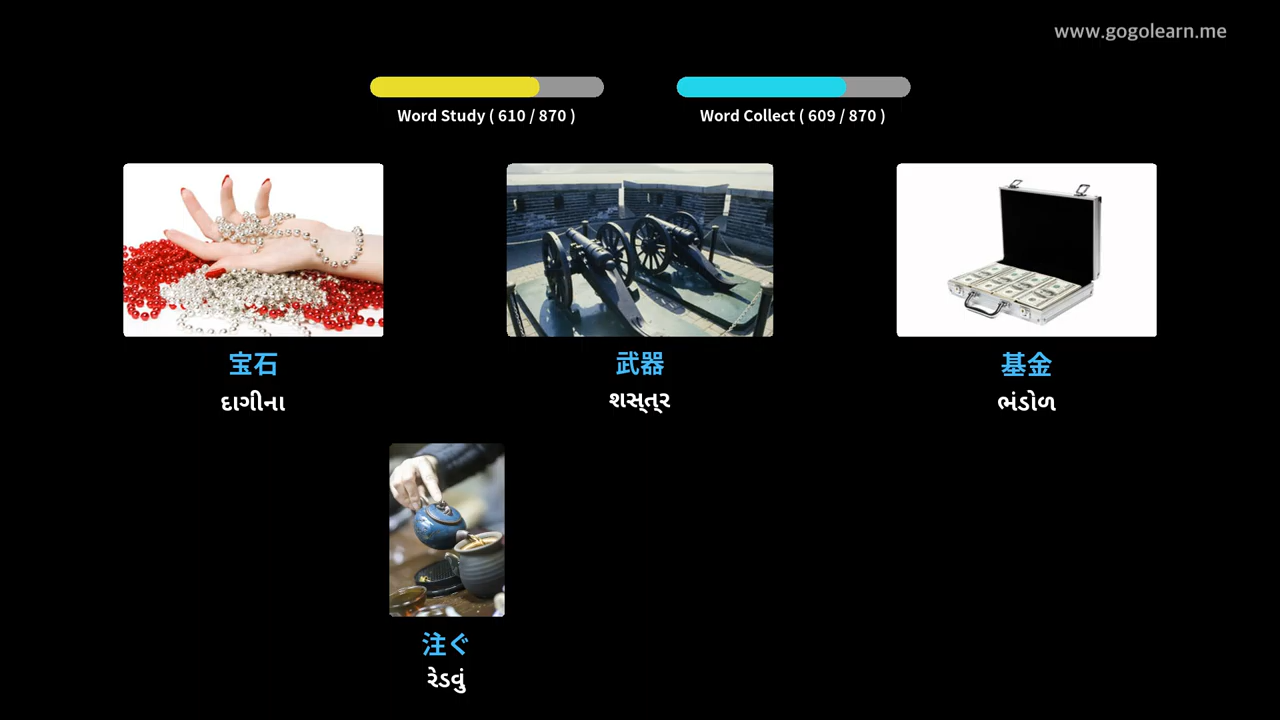 www.gogolearn.me
Word Study ( 610 / 870 )
Word Collect ( 609 / 870 )
宝石
દાગીના
武器
શસ્‌ત્‌ર
基金
ભંડોળ
注ぐ
રેડવું